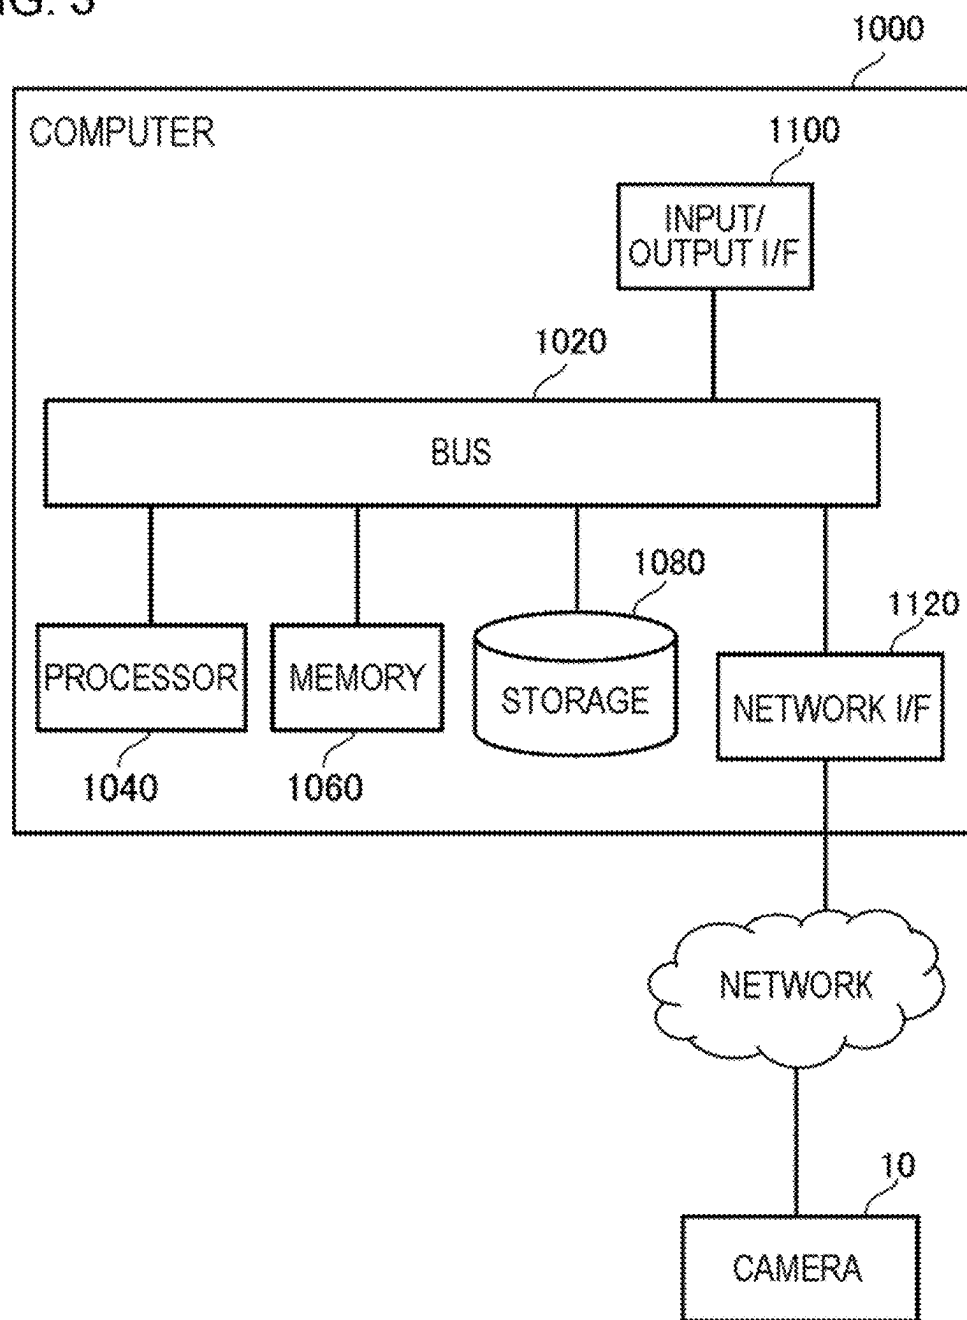 1000
COMPUTER
1100
INPUT/
OUTPUT I/F
1020
BUS
1080
1120
PROCESSOR
MEMORY
STORAGE
NETWORK I/F
1040
1060
NETWORK
10
CAMERA